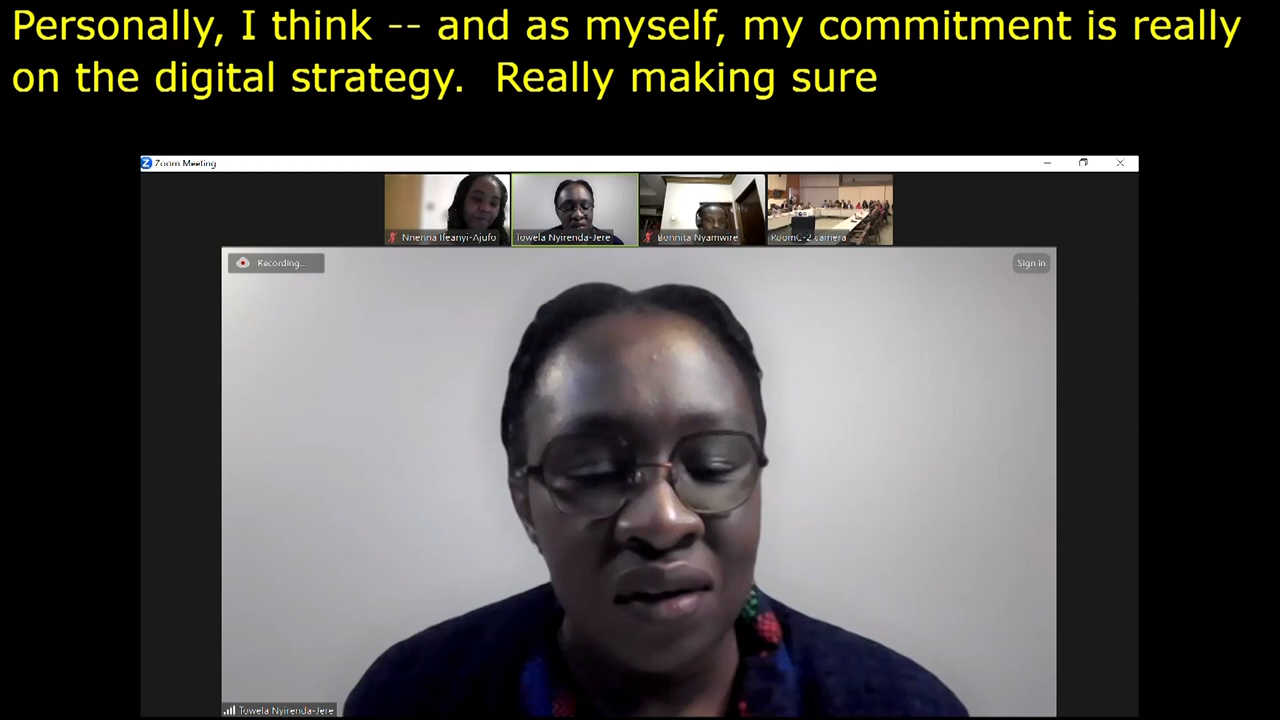 Personally, I think -- and as myself, my commitment is really
on the digital strategy.  Really making sure
Zoom Meeting
Nnenna Ifeanyi-Ajufo
Towela Nyirenda-Jere
Bonnita Nyamwire
RoomC-2 camera
Recording...
Sign in
Towela Nyirenda-Jere